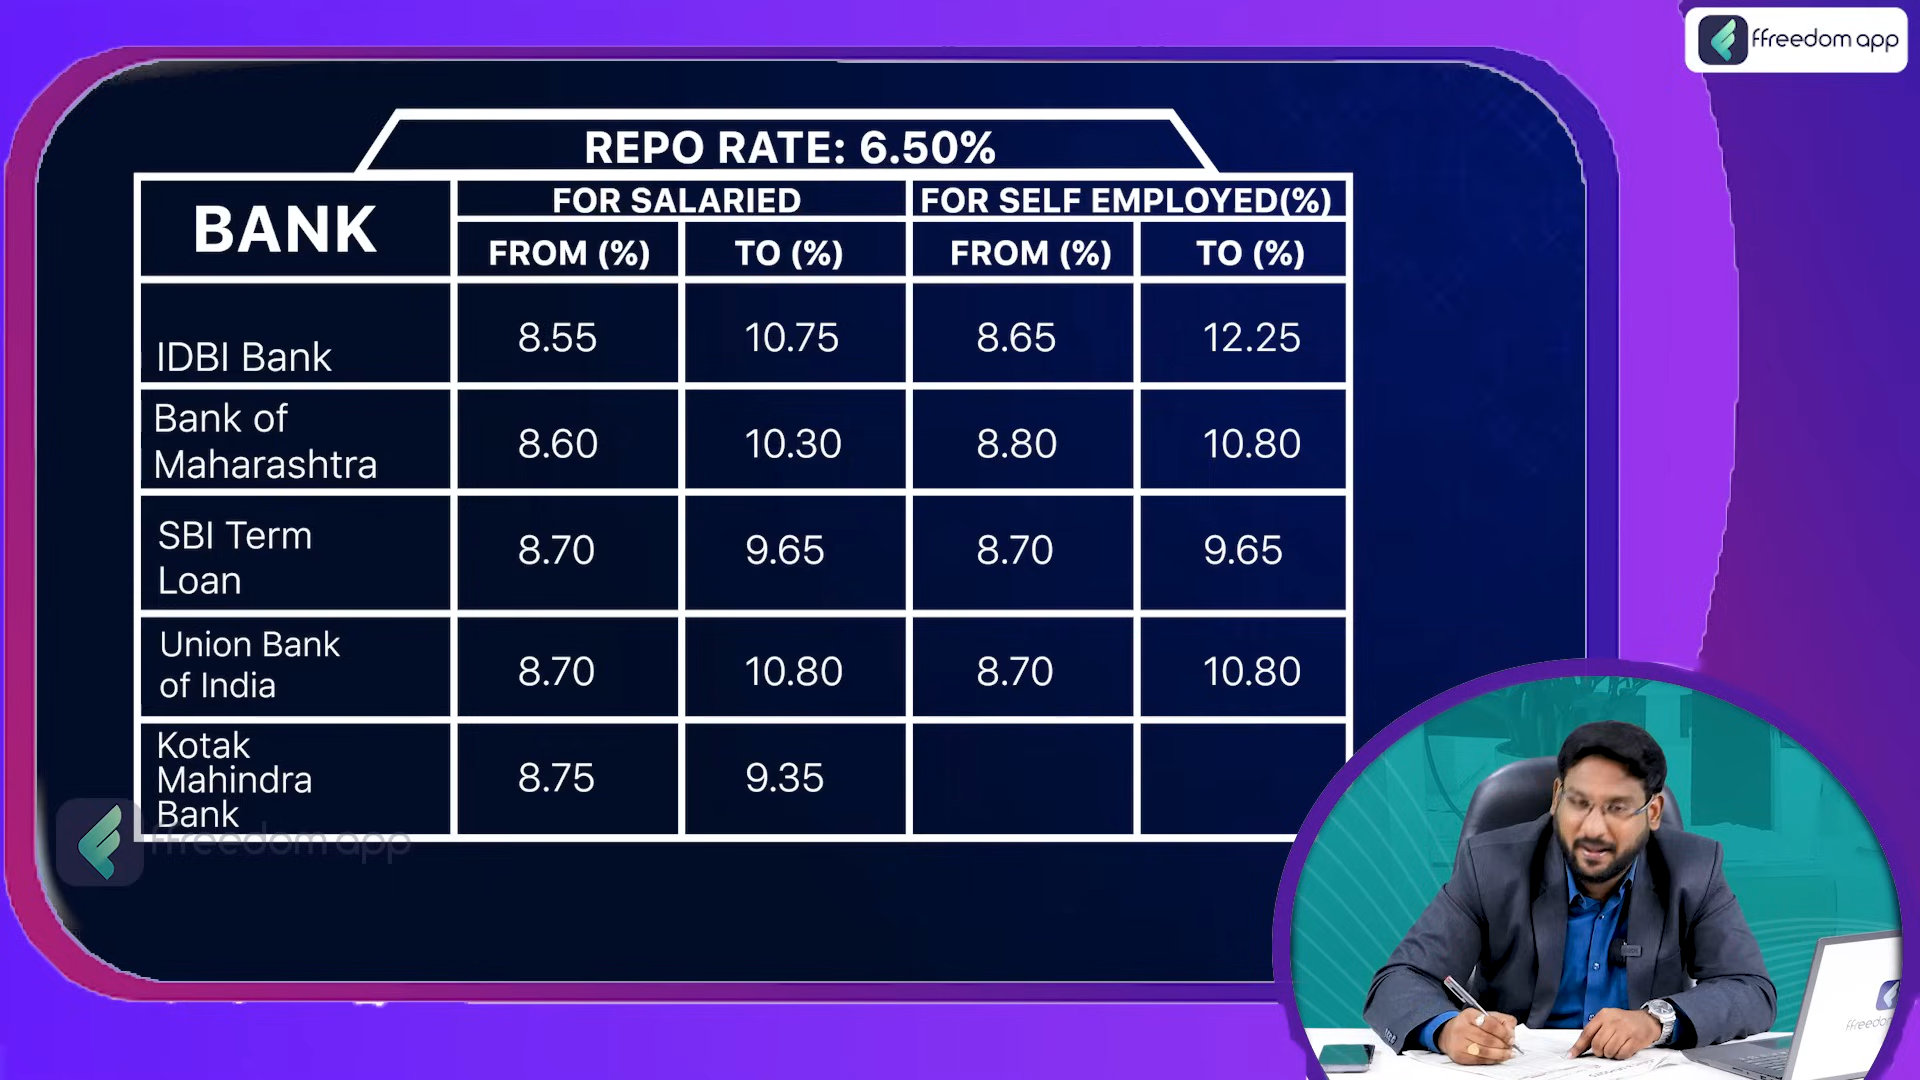 ffreedom app
REPO RATE: 6.50%
BANK
FOR SALARIED
FOR SELF EMPLOYED(%)
FROM (%)
TO (%)
FROM (%)
TO (%)
IDBI Bank
8.55
10.75
8.65
12.25
Bank of
Maharashtra
8.60
10.30
8.80
10.80
SBI Term
Loan
8.70
9.65
8.70
9.65
Union Bank
of India
8.70
10.80
8.70
10.80
Kotak
Mahindra
Bank
8.75
9.35
ffreedom app